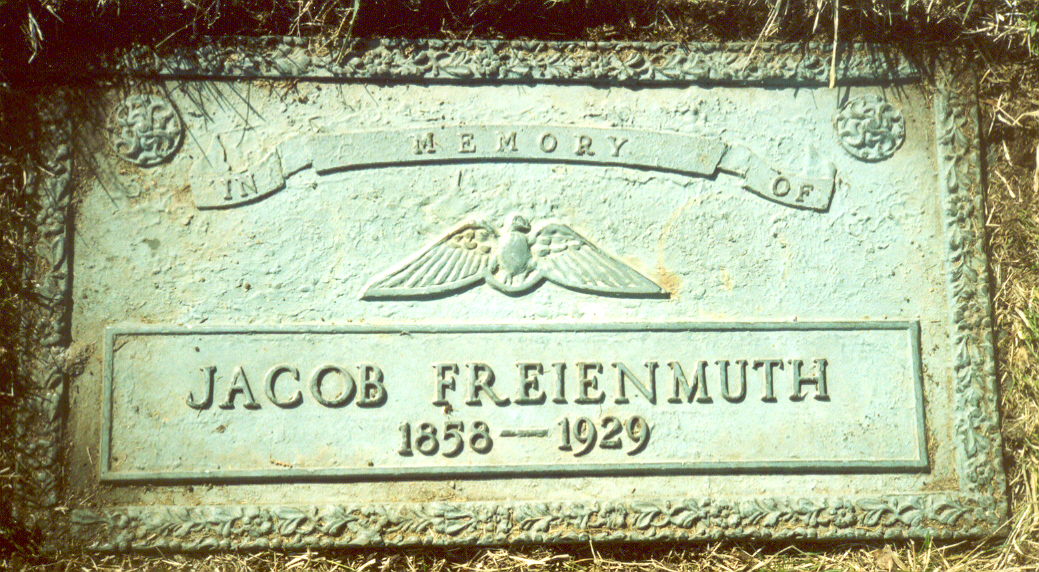 IN MEMORY OF
JACOB FREIENMUTH
1858—1929